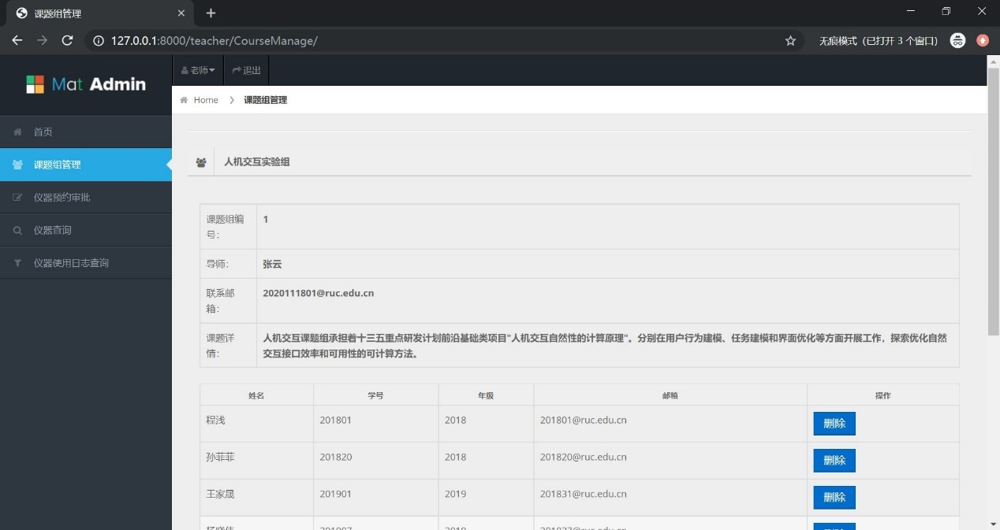 课题组管理
127.0.0.1:8000/teacher/CourseManage/
无痕模式（已打开 3 个窗口）
Mat Admin
老师
退出
Home
课题组管理
首页
课题组管理
仪器预约审批
仪器查询
仪器使用日志查询
人机交互实验组
课题组编
号：
1
导师：
张云
联系邮
箱：
2020111801@ruc.edu.cn
课题详
情：
人机交互课题组承担着十三五重点研发计划前沿基础类项目"人机交互自然性的计算原理"。分别在用户行为建模、任务建模和界面优化等方面开展工作，探索优化自然
交互接口效率和可用性的可计算方法。
姓名 学号 年级 邮箱 操作
程浅 201801 2018 201801@ruc.edu.cn 删除
孙菲菲 201820 2018 201820@ruc.edu.cn 删除
王家晟 201901 2019 201831@ruc.edu.cn 删除